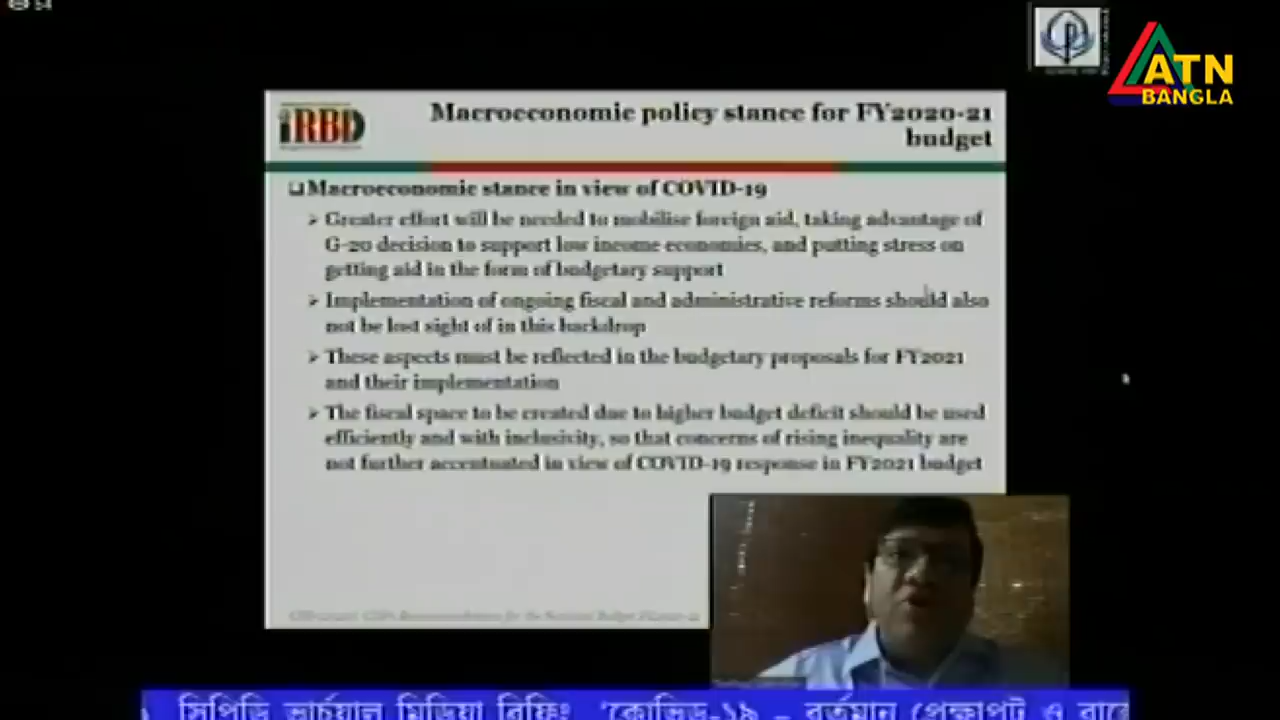 ATN
BANGLA
iRBD
Macroeconomic policy stance for FY2020-21
budget
Macroeconomic stance in view of COVID-19
Greater effort will be needed to mobilise foreign aid, taking advantage of
G-20 decision to support low income economies, and putting stress on
getting aid in the form of budgetary support
Implementation of ongoing fiscal and administrative reforms should also
not be lost sight of in this backdrop
These aspects must be reflected in the budgetary proposals for FY2021
and their implementation
The fiscal space to be created due to higher budget deficit should be used
efficiently and with inclusivity, so that concerns of rising inequality are
not further accentuated in view of COVID-19 response in FY2021 budget
সিপিডি ভার্চুয়াল মিডিয়া ব্রিফিং 'কোভিড-১৯ - বর্তমান প্রেক্ষাপট ও